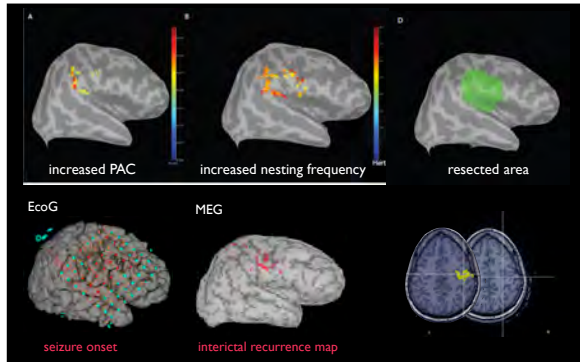 A
B
D
increased PAC
increased nesting frequency
resected area
EcoG
MEG
seizure onset
interictal recurrence map